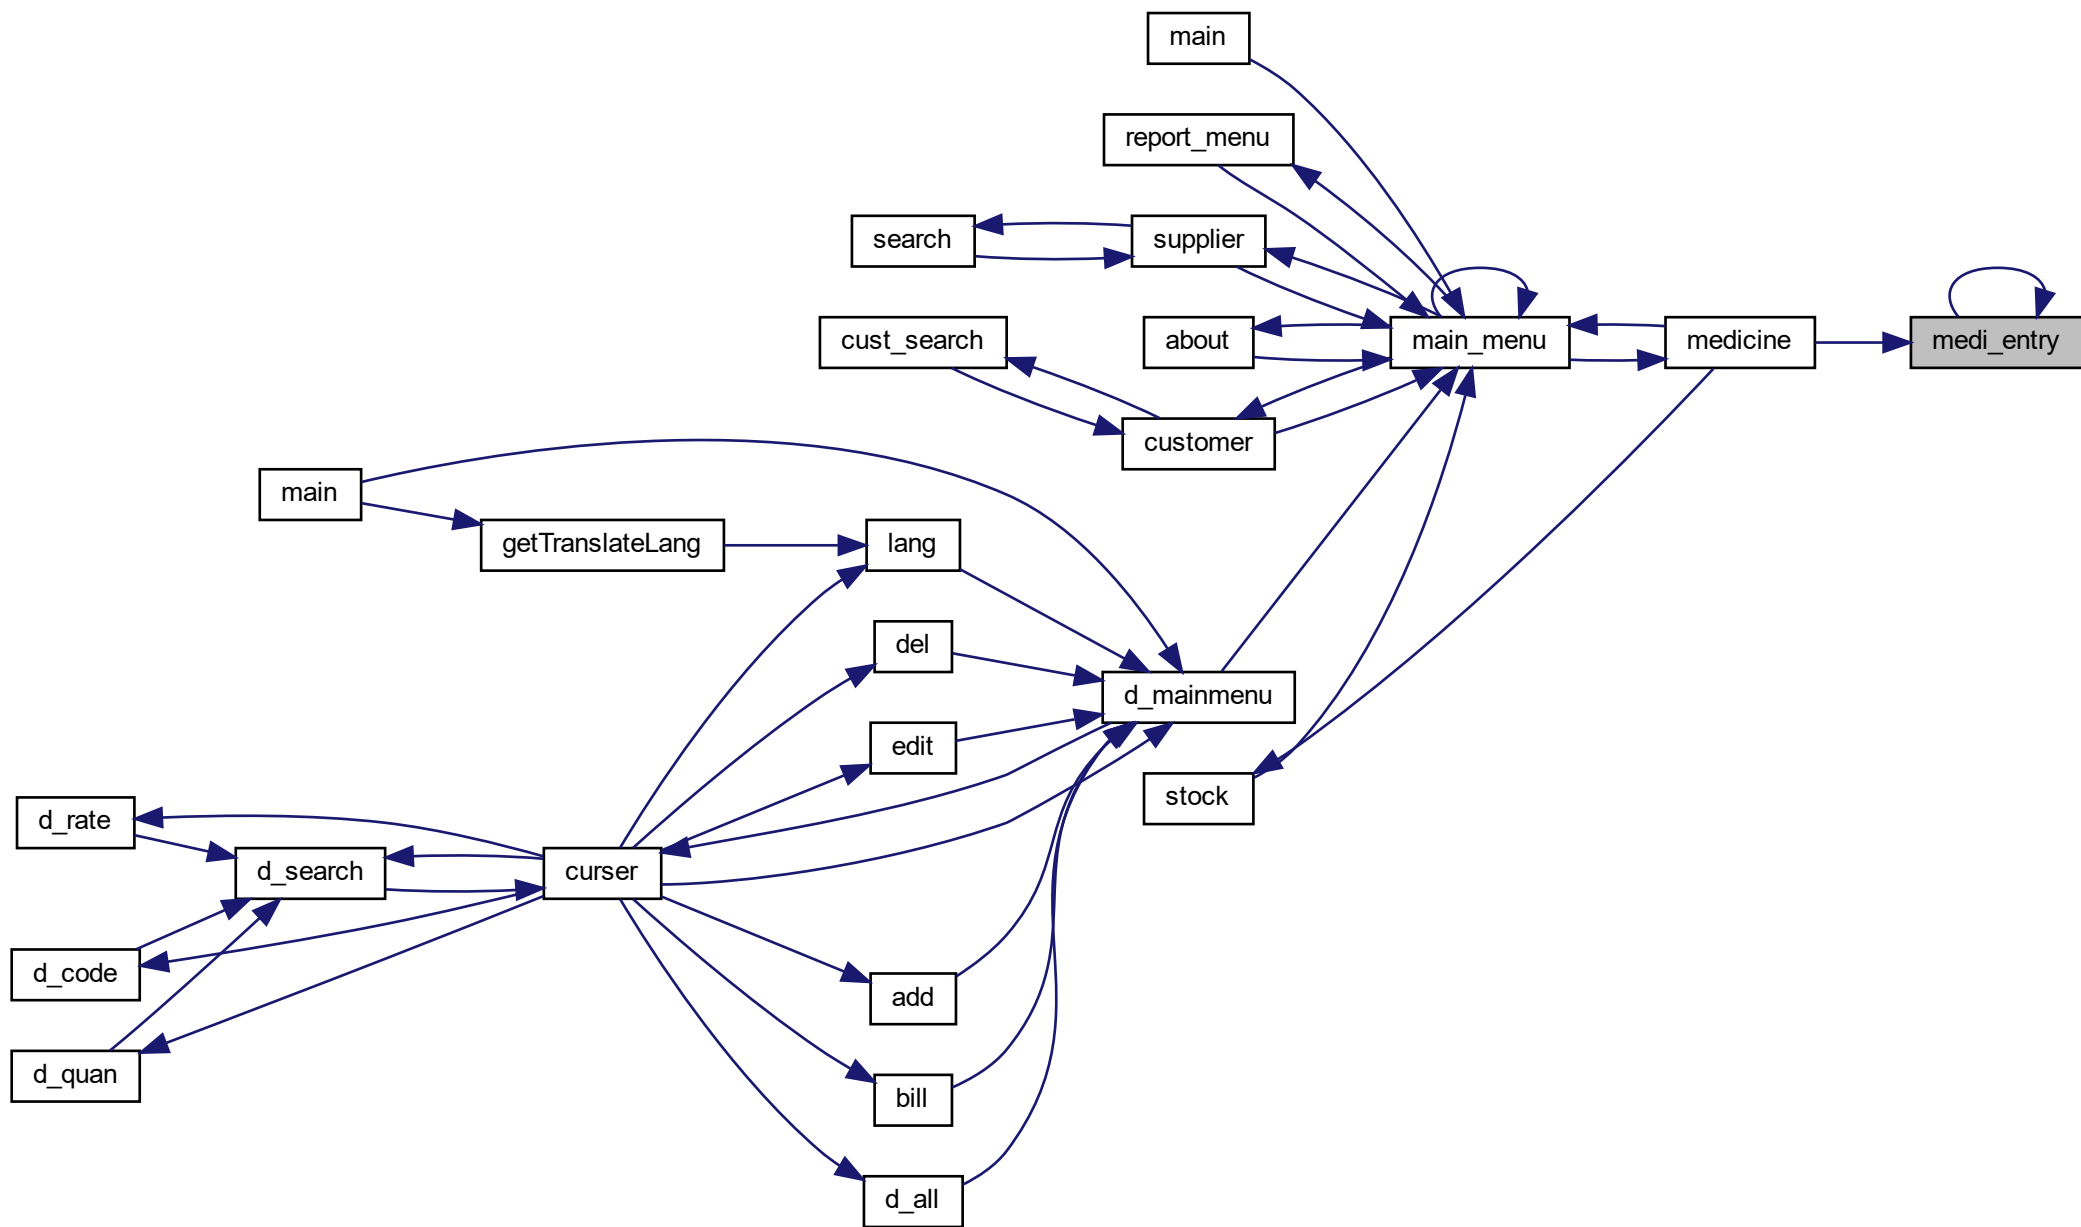 main
report_menu
search
supplier
cust_search
about
main_menu
medicine
medi_entry
customer
main
getTranslateLang
lang
del
d_mainmenu
edit
stock
d_rate
d_search
curser
d_code
add
d_quan
bill
d_all